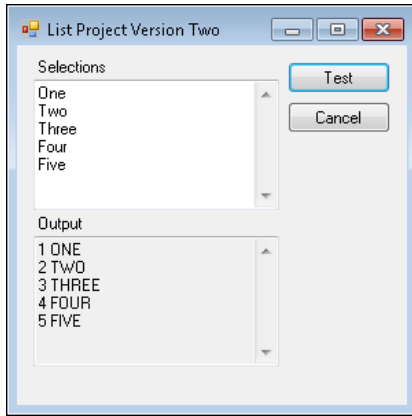 List Project Version Two
Selections
One
Two
Three
Four
Five
Test
Cancel
Output
1 ONE
2 TWO
3 THREE
4 FOUR
5 FIVE